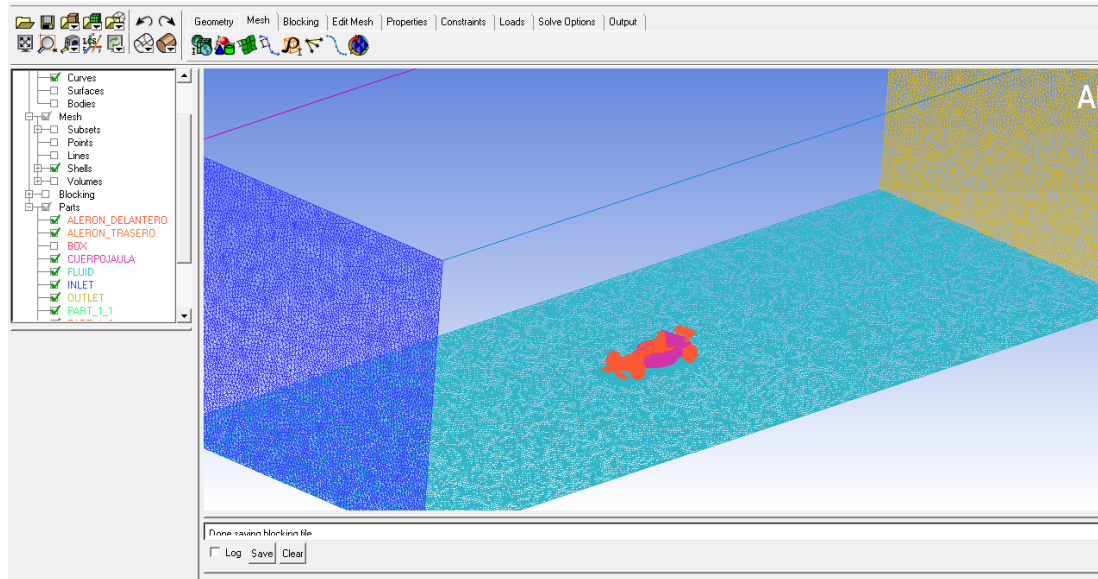 Geometry Mesh Blocking Edit Mesh Properties Constraints Loads Solve Options Output
LCS
Curves
Surfaces
Bodies
Mesh
Subsets
Points
Lines
Shells
Volumes
Blocking
Parts
ALERON_DELANTERO
ALERON_TRASERO
BOX
CUERPOJAULA
FLUID
INLET
OUTLET
PART_1_1
A
Done saving blocking file
Log Save Clear